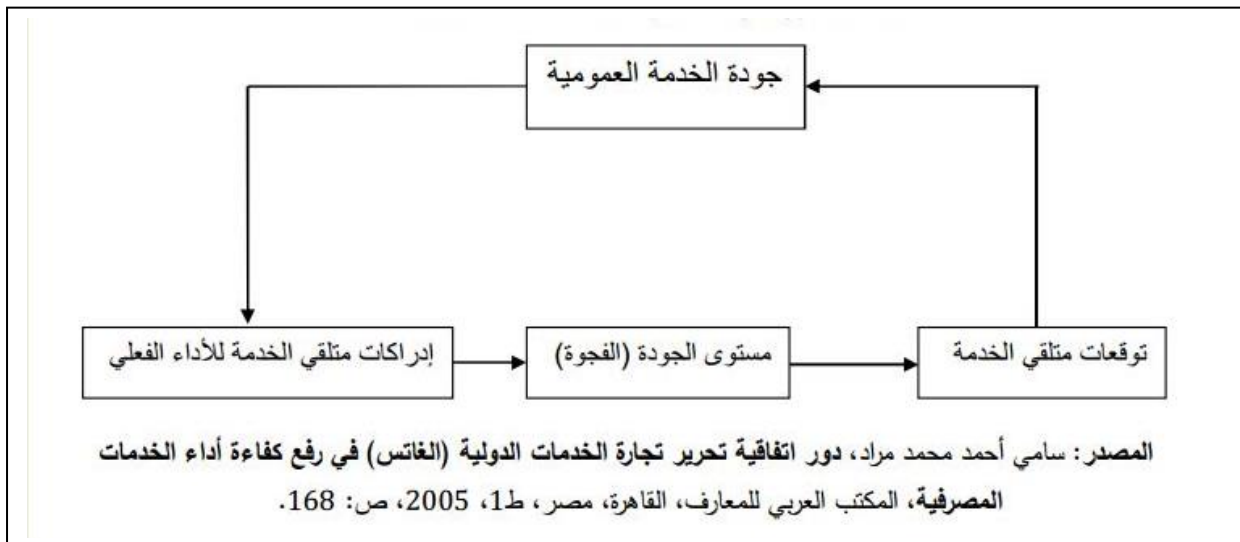 جودة الخدمة العمومية
توقعات متلقي الخدمة
مستوى الجودة (الفجوة)
إدراكات متلقي الخدمة للأداء الفعلي
المصدر: سامي أحمد محمد مراد، دور اتفاقية تحرير تجارة الخدمات الدولية (الغاتس) في رفع كفاءة أداء الخدمات
المصرفية، المكتب العربي للمعارف، القاهرة، مصر، ط1، 2005، ص: 168.